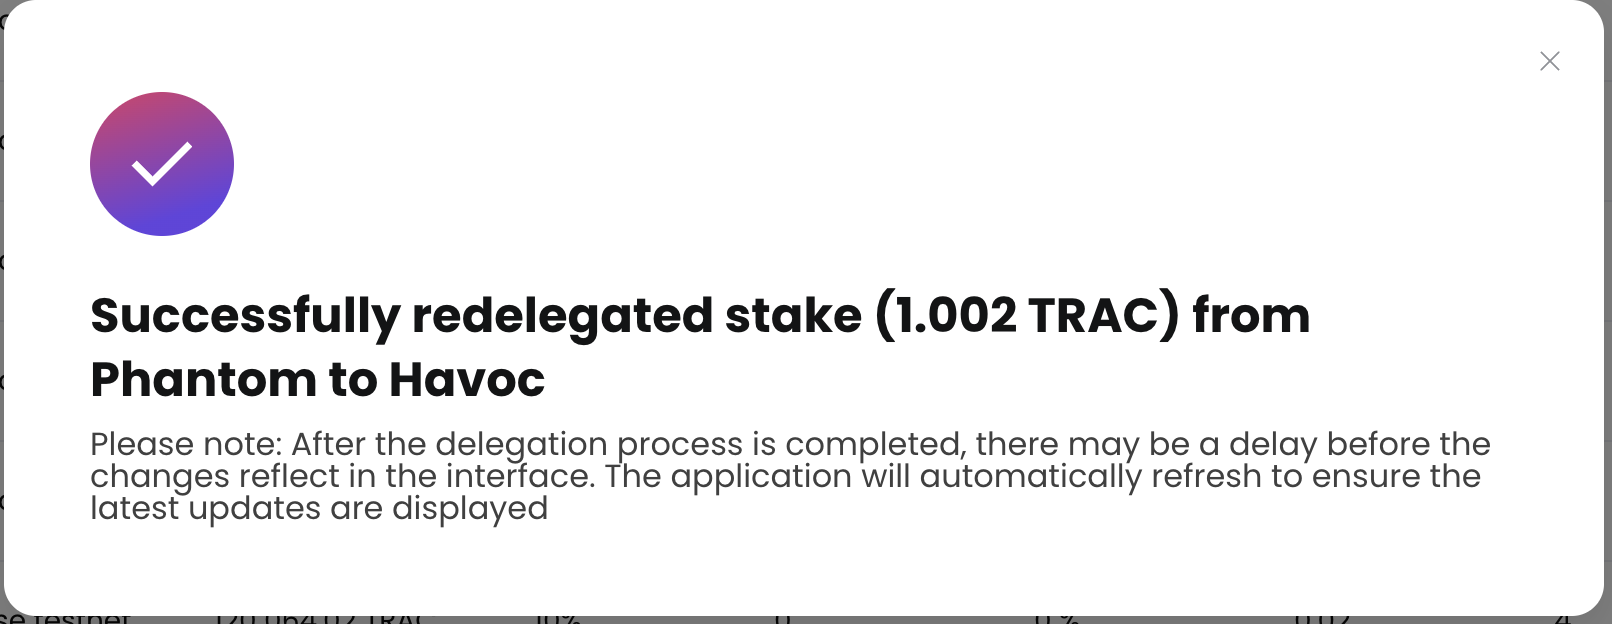 Successfully redelegated stake (1.002 TRAC) from
Phantom to Havoc
Please note: After the delegation process is completed, there may be a delay before the
changes reflect in the interface. The application will automatically refresh to ensure the
latest updates are displayed